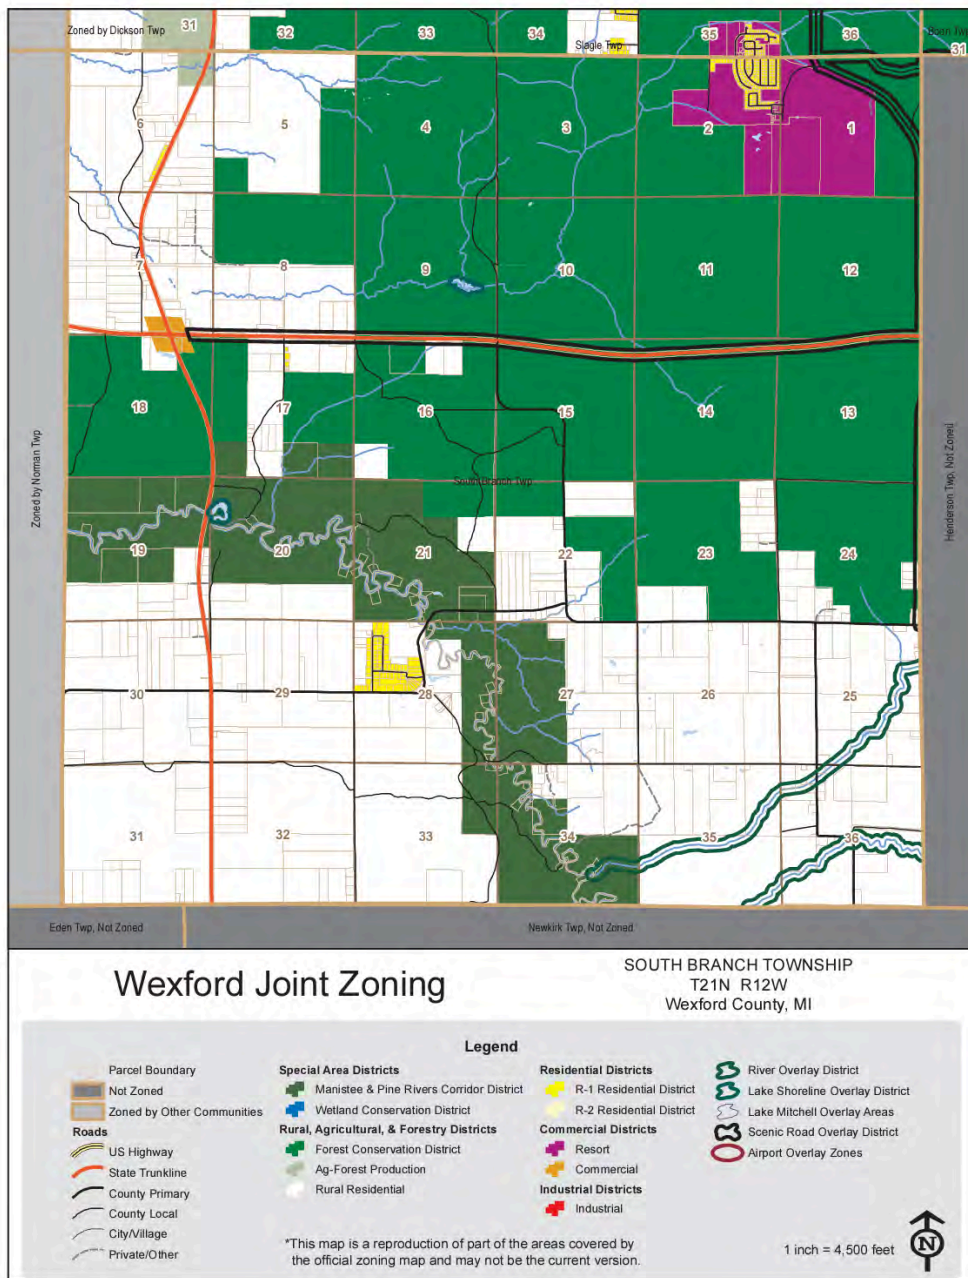 Zoned by Dickson Twp
31
32
33
34
Slagle Twp
35
36
Boon Twp
31
6
5
4
3
2
1
7
8
9
10
11
12
18
17
16
15
14
13
Zoned by Norman Twp
Henderson Twp, Not Zoned
South Branch Twp
19
20
21
22
23
24
30
29
28
27
26
25
31
32
33
34
35
36
Eden Twp, Not Zoned
Newkirk Twp, Not Zoned
Wexford Joint Zoning
SOUTH BRANCH TOWNSHIP
T21N R12W
Wexford County, MI
Legend
Parcel Boundary
Not Zoned
Zoned by Other Communities
Roads
US Highway
State Trunkline
County Primary
County Local
City/Village
Private/Other
Special Area Districts
Manistee & Pine Rivers Corridor District
Wetland Conservation District
Rural, Agricultural, & Forestry Districts
Forest Conservation District
Ag-Forest Production
Rural Residential
Residential Districts
R-1 Residential District
R-2 Residential District
Commercial Districts
Resort
Commercial
Industrial Districts
Industrial
River Overlay District
Lake Shoreline Overlay District
Lake Mitchell Overlay Areas
Scenic Road Overlay District
Airport Overlay Zones
*This map is a reproduction of part of the areas covered by
the official zoning map and may not be the current version.
1 inch = 4,500 feet
N